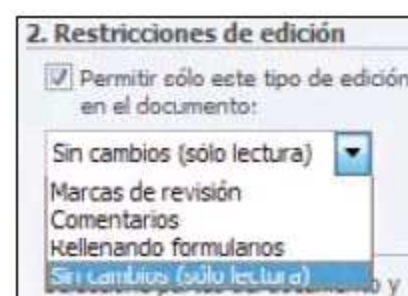 2. Restricciones de edición
Permitir sólo este tipo de edición
en el documento:
Sin cambios (sólo lectura)
Marcas de revisión
Comentarios
Rellenando formularios
Sin cambios (sólo lectura)
y